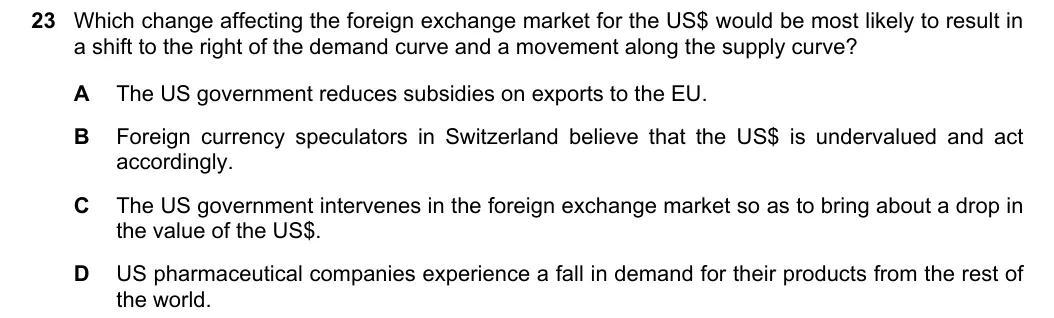 23 Which change affecting the foreign exchange market for the US$ would be most likely to result in
a shift to the right of the demand curve and a movement along the supply curve?
A The US government reduces subsidies on exports to the EU.
B Foreign currency speculators in Switzerland believe that the US$ is undervalued and act
accordingly.
C The US government intervenes in the foreign exchange market so as to bring about a drop in
the value of the US$.
D US pharmaceutical companies experience a fall in demand for their products from the rest of
the world.